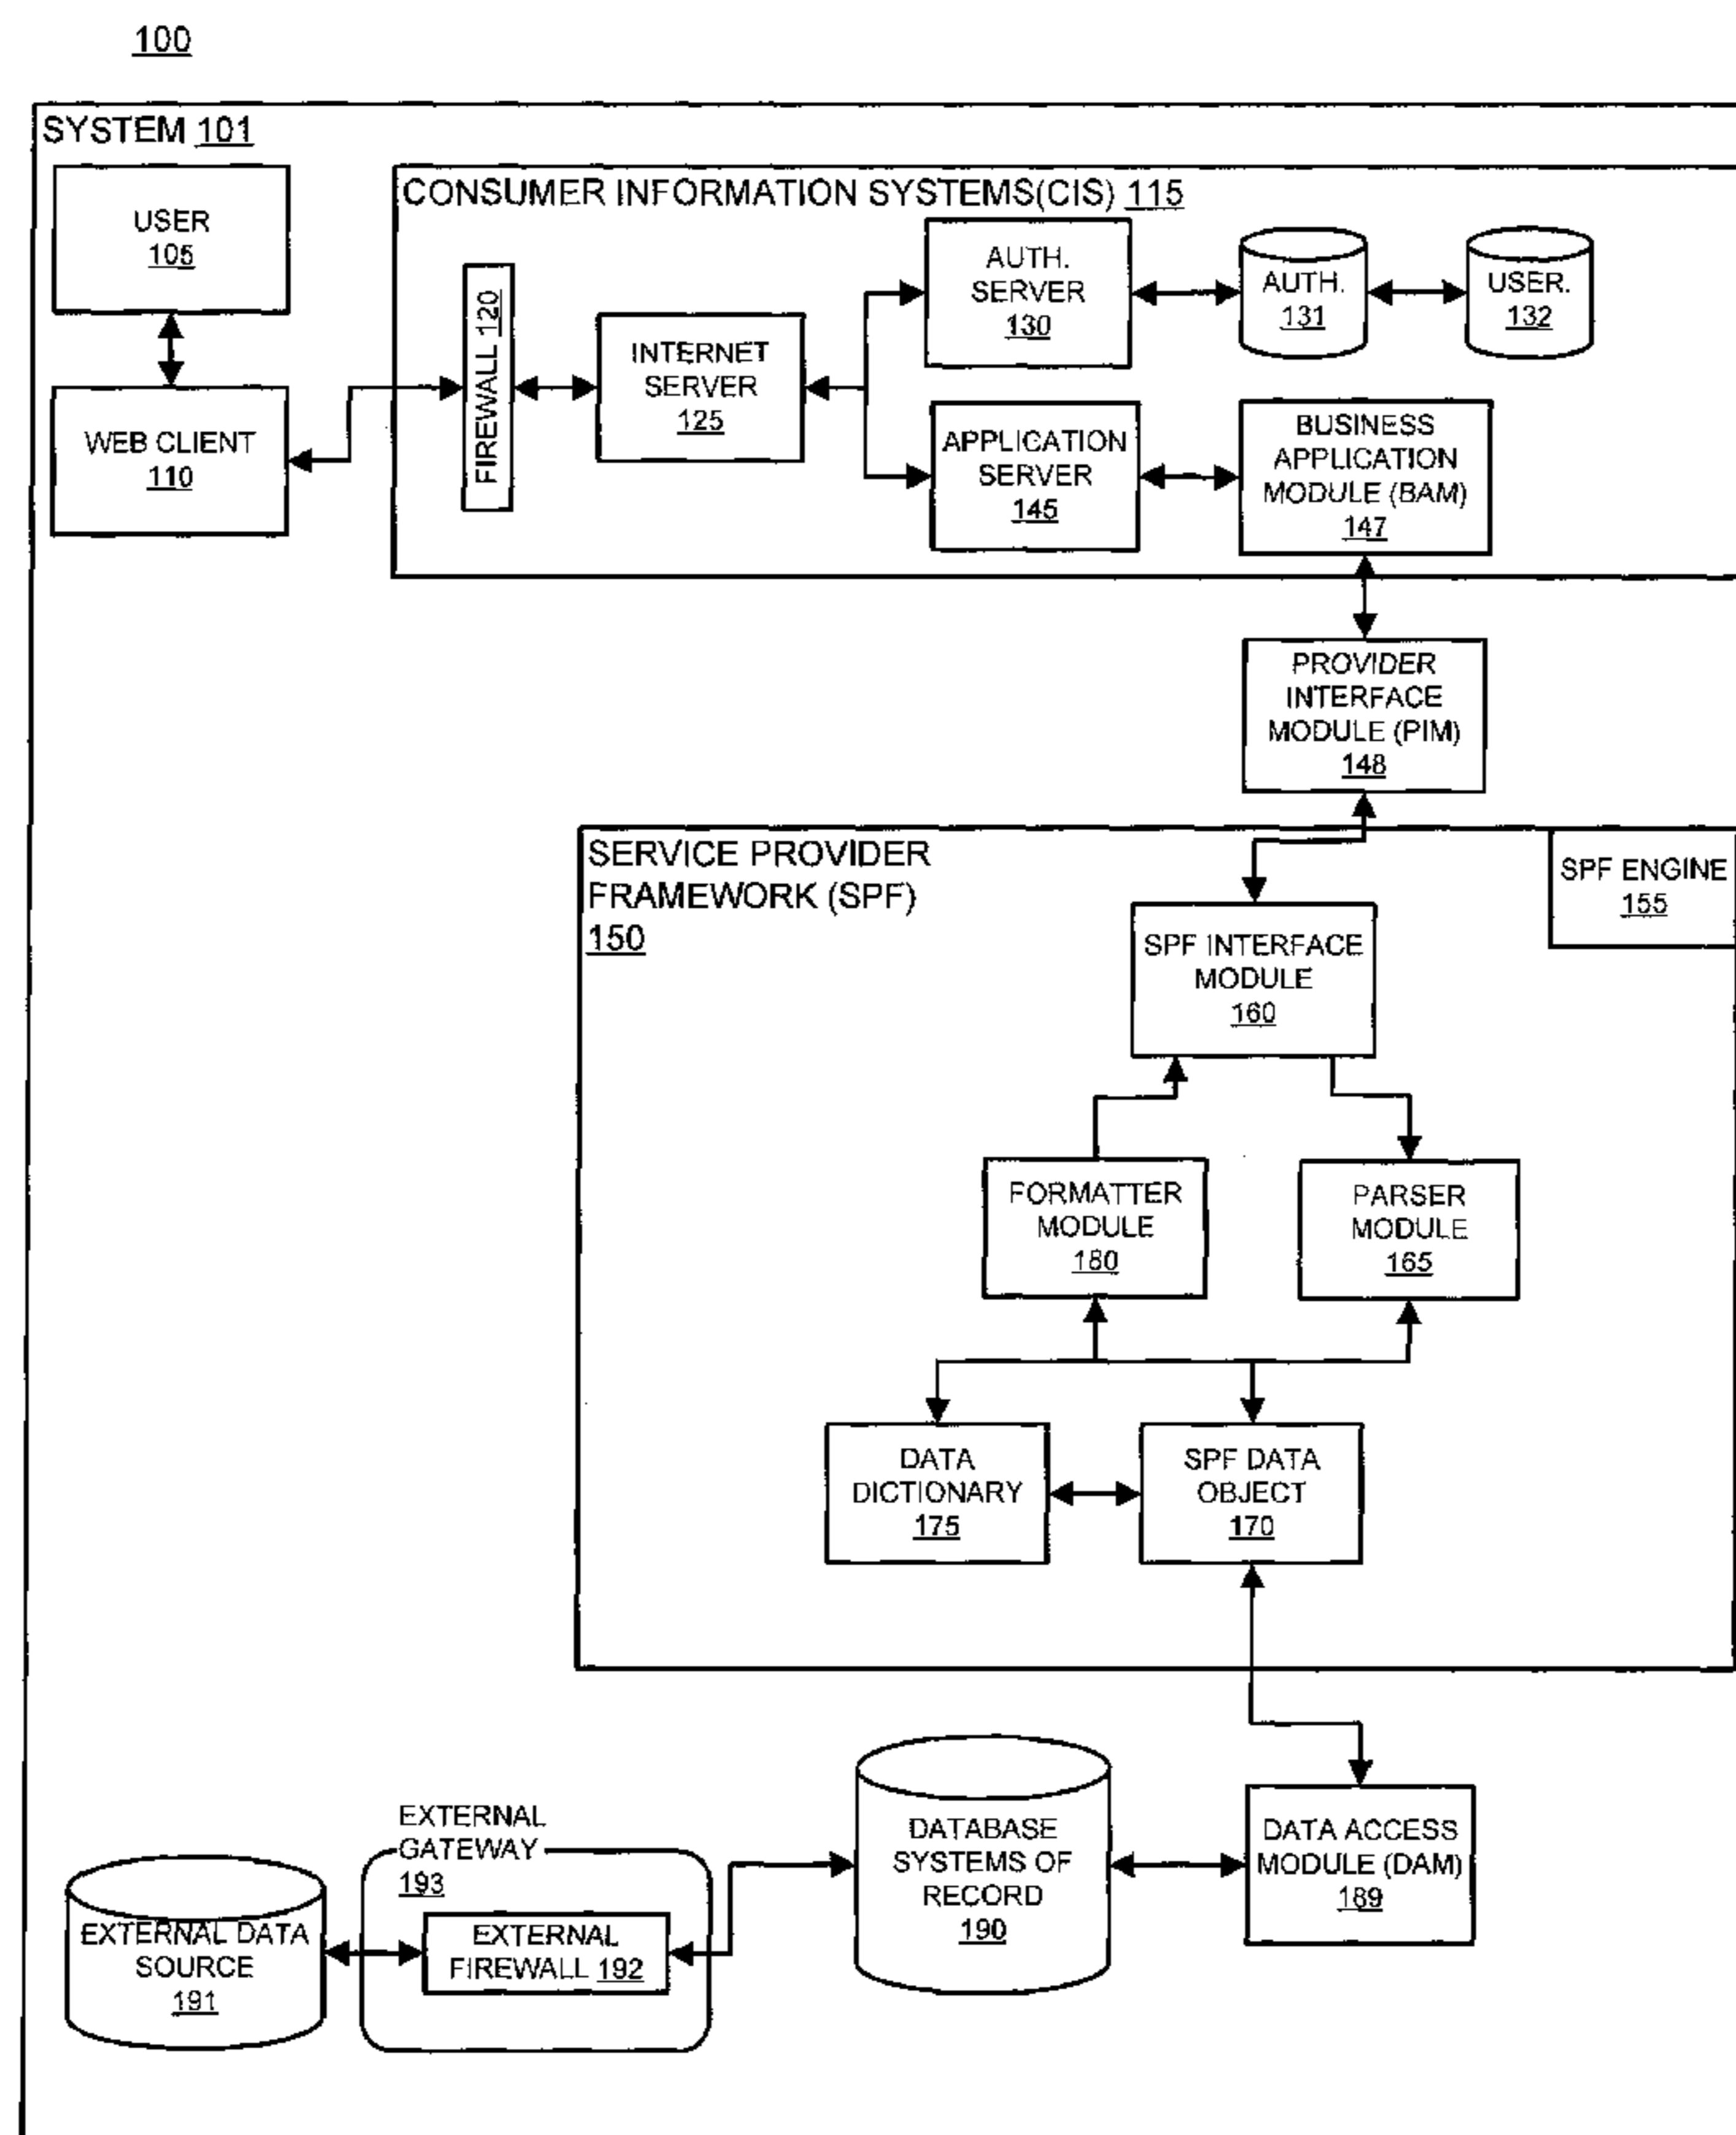 100
SYSTEM 101
USER
105
WEB CLIENT
110
CONSUMER INFORMATION SYSTEMS(CIS) 115
FIREWALL 120
INTERNET
SERVER
125
AUTH.
SERVER
130
AUTH.
131
USER.
132
APPLICATION
SERVER
145
BUSINESS
APPLICATION
MODULE (BAM)
147
PROVIDER
INTERFACE
MODULE (PIM)
148
SERVICE PROVIDER
FRAMEWORK (SPF)
150
SPF ENGINE
155
SPF INTERFACE
MODULE
160
FORMATTER
MODULE
180
PARSER
MODULE
165
DATA
DICTIONARY
175
SPF DATA
OBJECT
170
EXTERNAL DATA
SOURCE
191
EXTERNAL
GATEWAY
193
EXTERNAL
FIREWALL 192
DATABASE
SYSTEMS OF
RECORD
190
DATA ACCESS
MODULE (DAM)
189